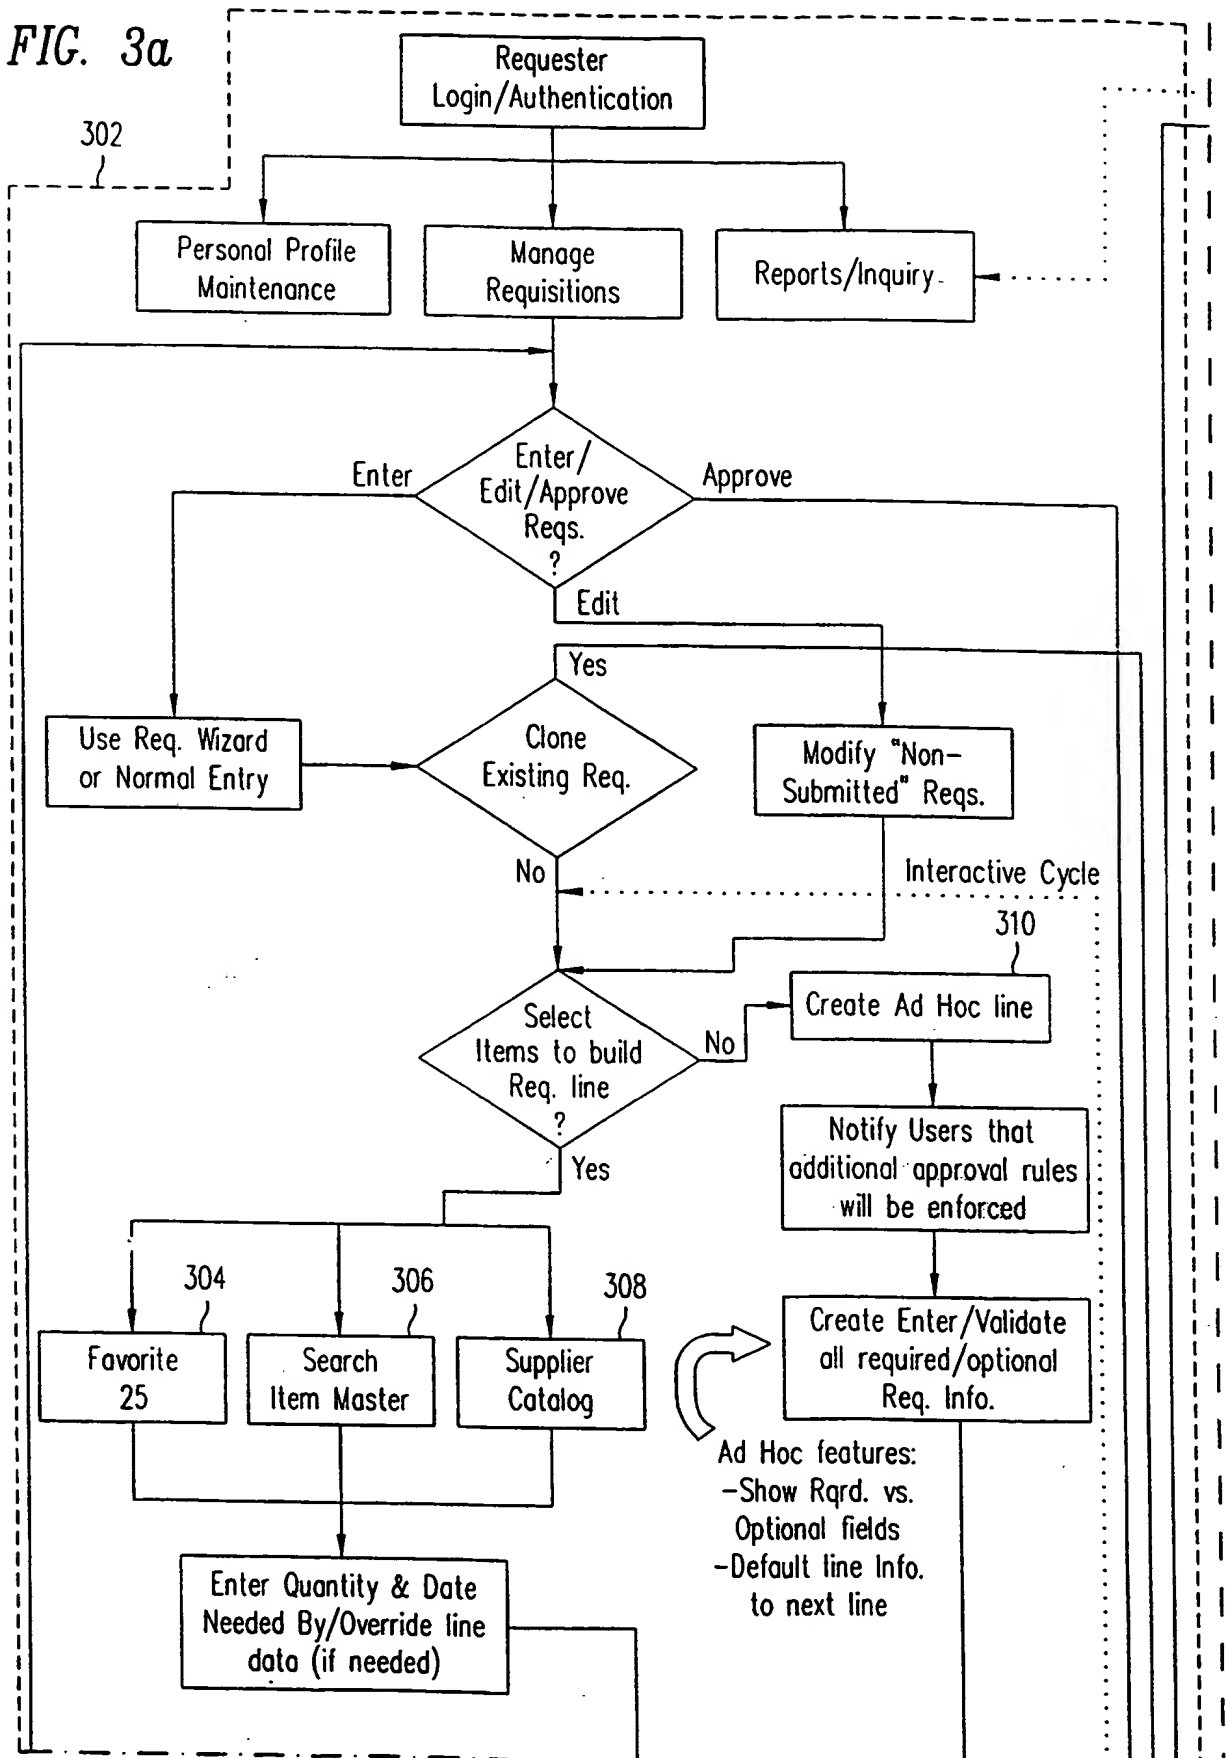 FIG. 3a
302
Requester
Login/Authentication
Personal Profile
Maintenance
Manage
Requisitions
Reports/Inquiry
Enter
Enter/
Edit/Approve
Reqs.
?
Approve
Edit
Yes
Use Req. Wizard
or Normal Entry
Clone
Existing Req.
Modify "Non-
Submitted" Reqs.
No
Interactive Cycle
310
Select
Items to build
Req. line
?
No
Create Ad Hoc line
Yes
Notify Users that
additional approval rules
will be enforced
304
306
308
Favorite
25
Search
Item Master
Supplier
Catalog
Create Enter/Validate
all required/optional
Req. Info.
Ad Hoc features:
-Show Rqrd. vs.
Optional fields
-Default line Info.
to next line
Enter Quantity & Date
Needed By/Override line
data (if needed)